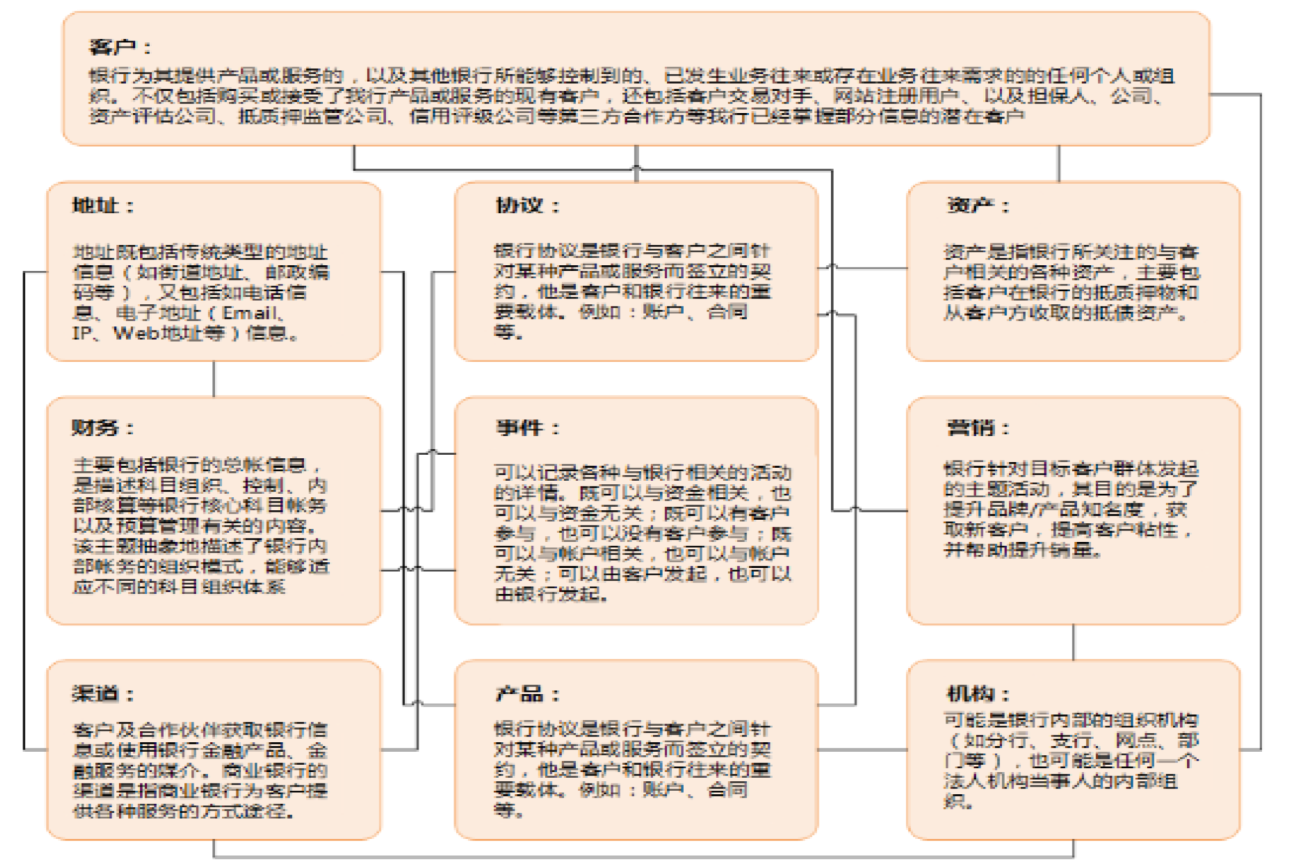 客户：
银行为其提供产品或服务的，以及其他银行所能够控制到的、已发生业务往来或存在业务往来需求的的任何个人或组
织。不仅包括购买或接受了我行产品或服务的现有客户，还包括客户交易对手、网站注册用户、以及担保人、公司、
资产评估公司、抵质押监管公司、信用评级公司等第三方合作方等我行已经掌握部分信息的潜在客户
地址：
地址既包括传统类型的地址
信息（如街道地址、邮政编
码等），又包括如电话信
息、电子地址（Email、
IP、Web地址等）信息。
协议：
银行协议是银行与客户之间针
对某种产品或服务而签立的契
约，他是客户和银行往来的重
要载体。例如：账户、合同
等。
资产：
资产是指银行所关注的与客
户相关的各种资产，主要包
括客户在银行的抵质押物和
从客户方收取的抵债资产。
财务：
主要包括银行的总帐信息，
是描述科目组织、控制、内
部核算等银行核心科目帐务
以及预算管理有关的内容。
该主题抽象地描述了银行内
部帐务的组织模式，能够适
应不同的科目组织体系
事件：
可以记录各种与银行相关的活动
的详情。既可以与资金相关，也
可以与资金无关；既可以有客户
参与，也可以没有客户参与；既
可以与帐户相关，也可以与帐户
无关；可以由客户发起，也可以
由银行发起。
营销：
银行针对目标客户群体发起
的主题活动，其目的是为了
提升品牌/产品知名度，获
取新客户，提高客户粘性，
并帮助提升销量。
渠道：
客户及合作伙伴获取银行信
息或使用银行金融产品、金
融服务的媒介。商业银行的
渠道是指商业银行为客户提
供各种服务的方式途径。
产品：
银行协议是银行与客户之间针
对某种产品或服务而签立的契
约，他是客户和银行往来的重
要载体。例如：账户、合同
等。
机构：
可能是银行内部的组织机构
（如分行、支行、网点、部
门等），也可能是任何一个
法人机构当事人的内部组
织。